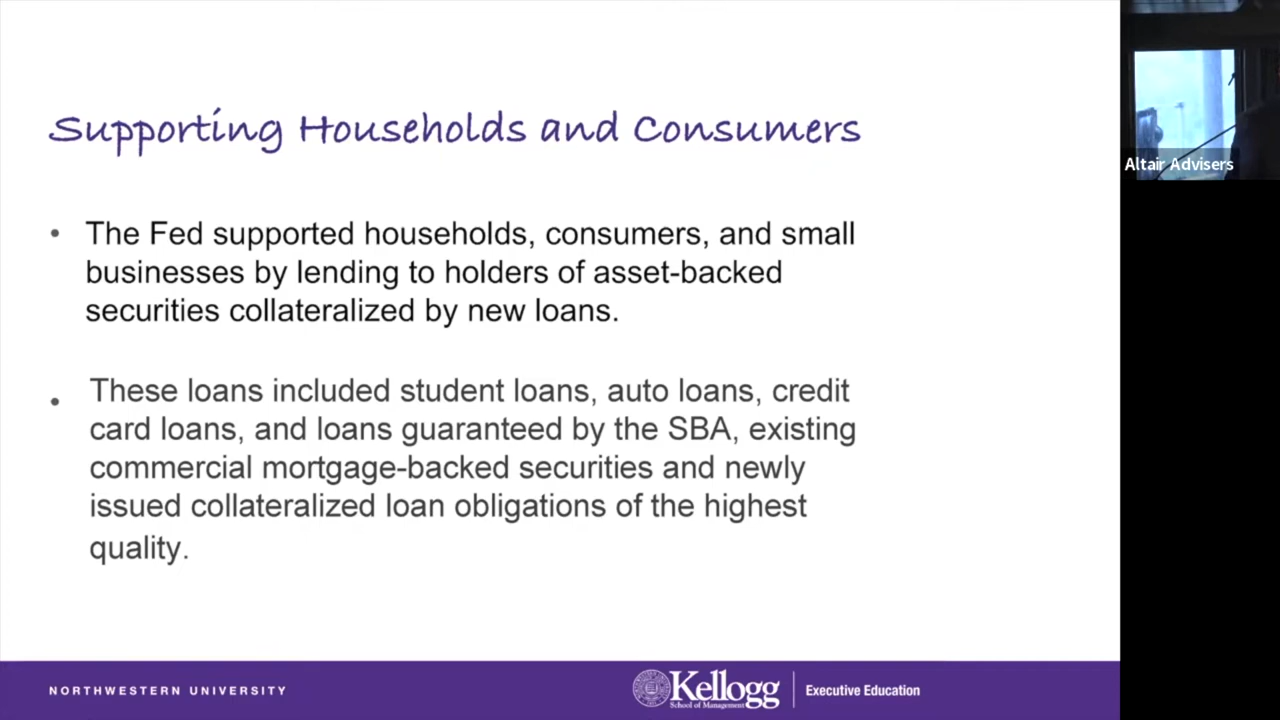 Supporting Households and Consumers
• The Fed supported households, consumers, and small
businesses by lending to holders of asset-backed
securities collateralized by new loans.
• These loans included student loans, auto loans, credit
card loans, and loans guaranteed by the SBA, existing
commercial mortgage-backed securities and newly
issued collateralized loan obligations of the highest
quality.
NORTHWESTERN UNIVERSITY
Kellogg
School of Management
Executive Education
Altair Advisers